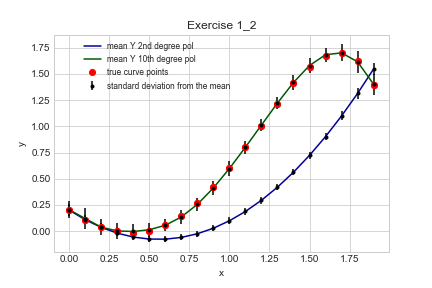 Exercise 1_2
mean Y 2nd degree pol
mean Y 10th degree pol
true curve points
standard deviation from the mean
y
1.75
1.50
1.25
1.00
0.75
0.50
0.25
0.00
0.00 0.25 0.50 0.75 1.00 1.25 1.50 1.75
x